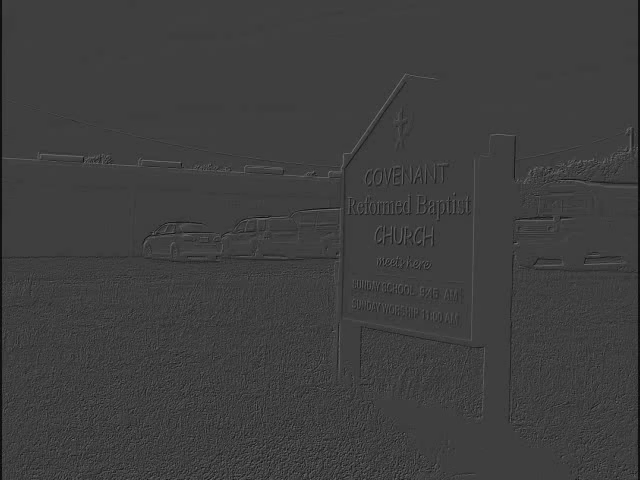 COVENANT
Reformed Baptist
CHURCH
meets here
SUNDAY SCHOOL 9:45 AM
SUNDAY WORSHIP 11:00 AM